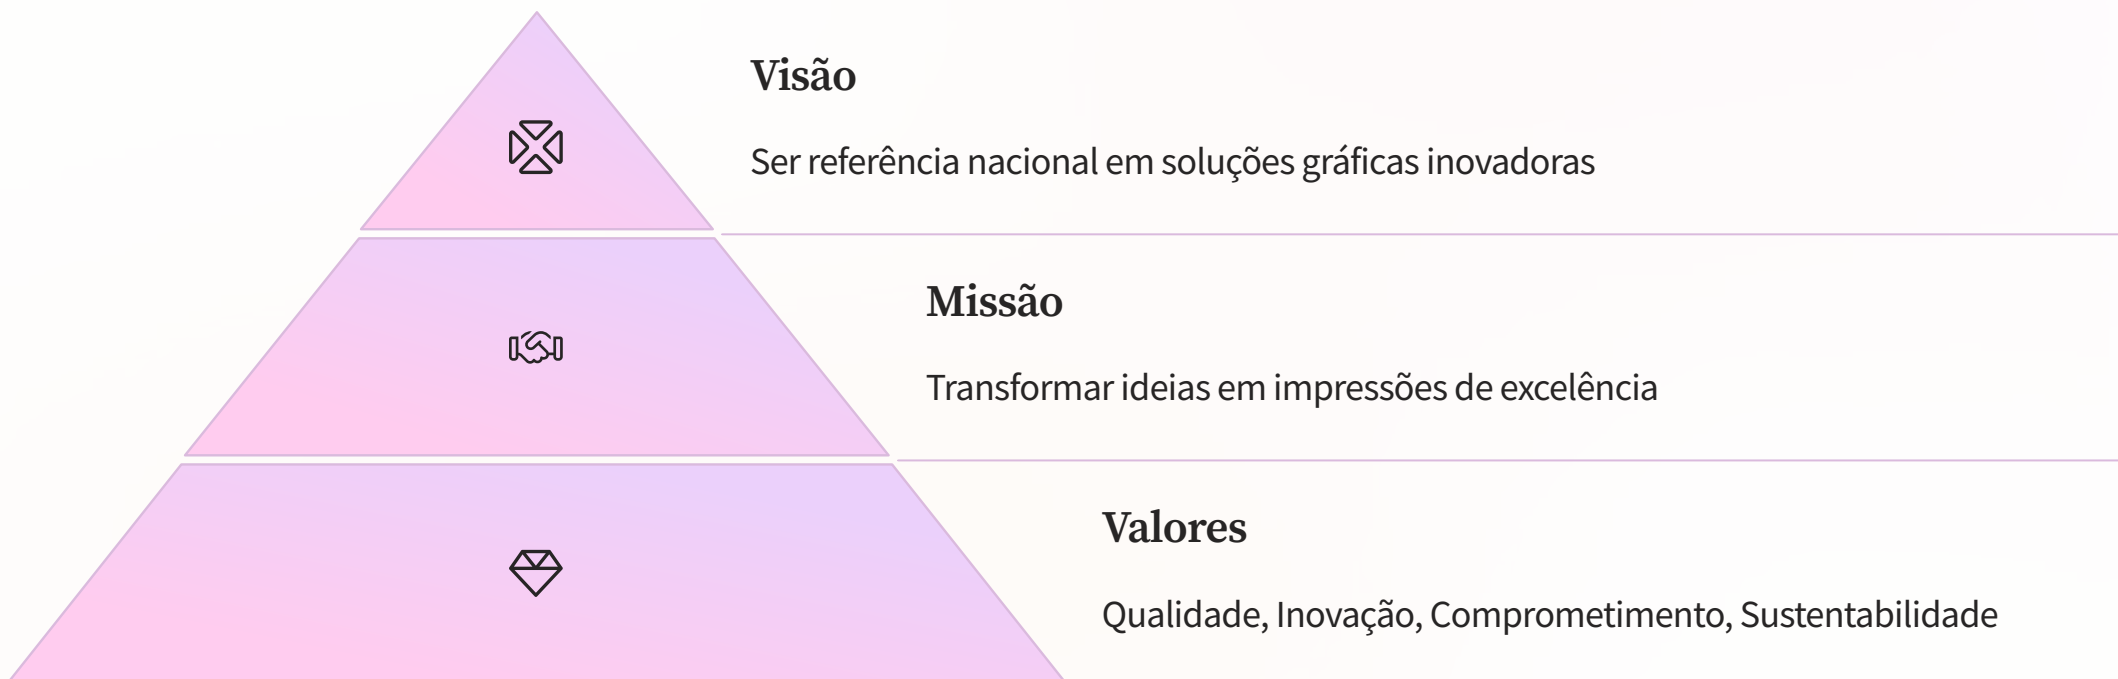 Visão
Ser referência nacional em soluções gráficas inovadoras
Missão
Transformar ideias em impressões de excelência
Valores
Qualidade, Inovação, Comprometimento, Sustentabilidade